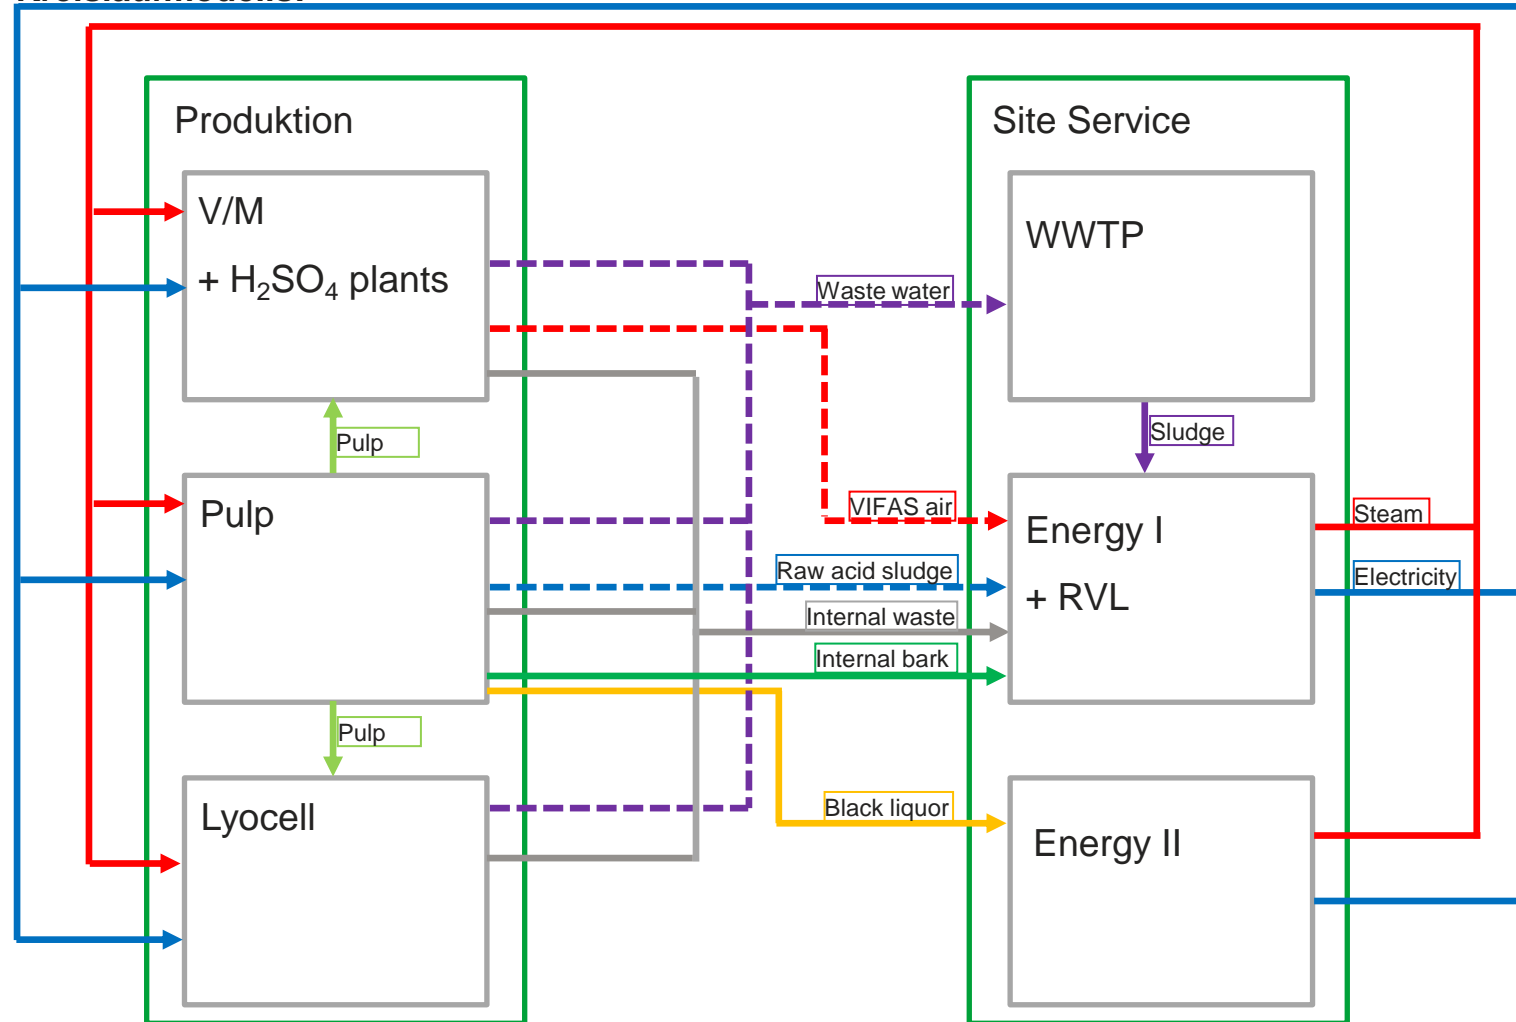 Produktion
Site Service
V/M
+ H₂SO₄ plants
WWTP
Waste water
Pulp
Sludge
Pulp
VIFAS air
Energy I
+ RVL
Steam
Electricity
Raw acid sludge
Internal waste
Internal bark
Pulp
Lyocell
Black liquor
Energy II